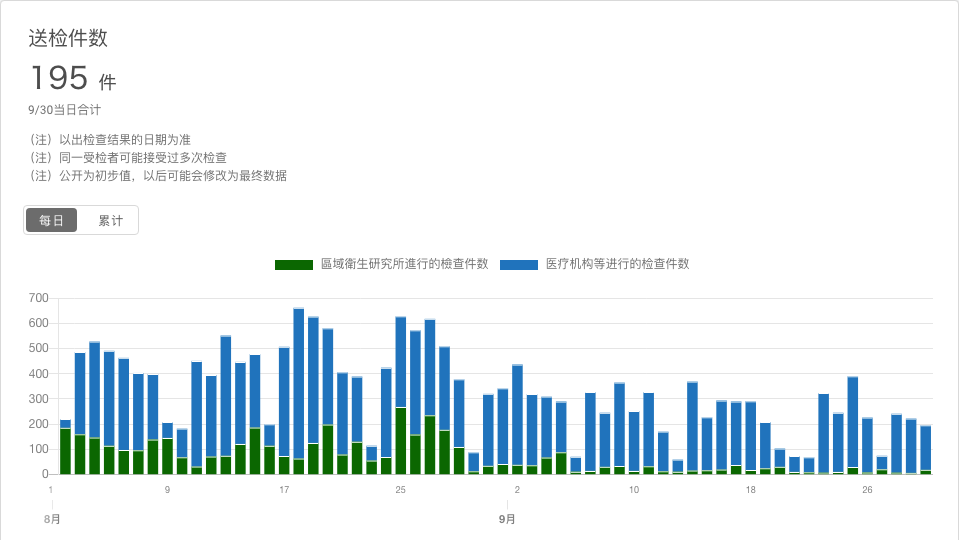 送检件数
195 件
9/30当日合计
（注）以出检查结果的日期为准
（注）同一受检者可能接受过多次检查
（注）公开为初步值，以后可能会修改为最终数据
每日 累计
區域衛生研究所進行的檢查件數 医疗机构等进行的检查件数
700
600
500
400
300
200
100
0
1 9 17 25 2 10 18 26
8月 9月